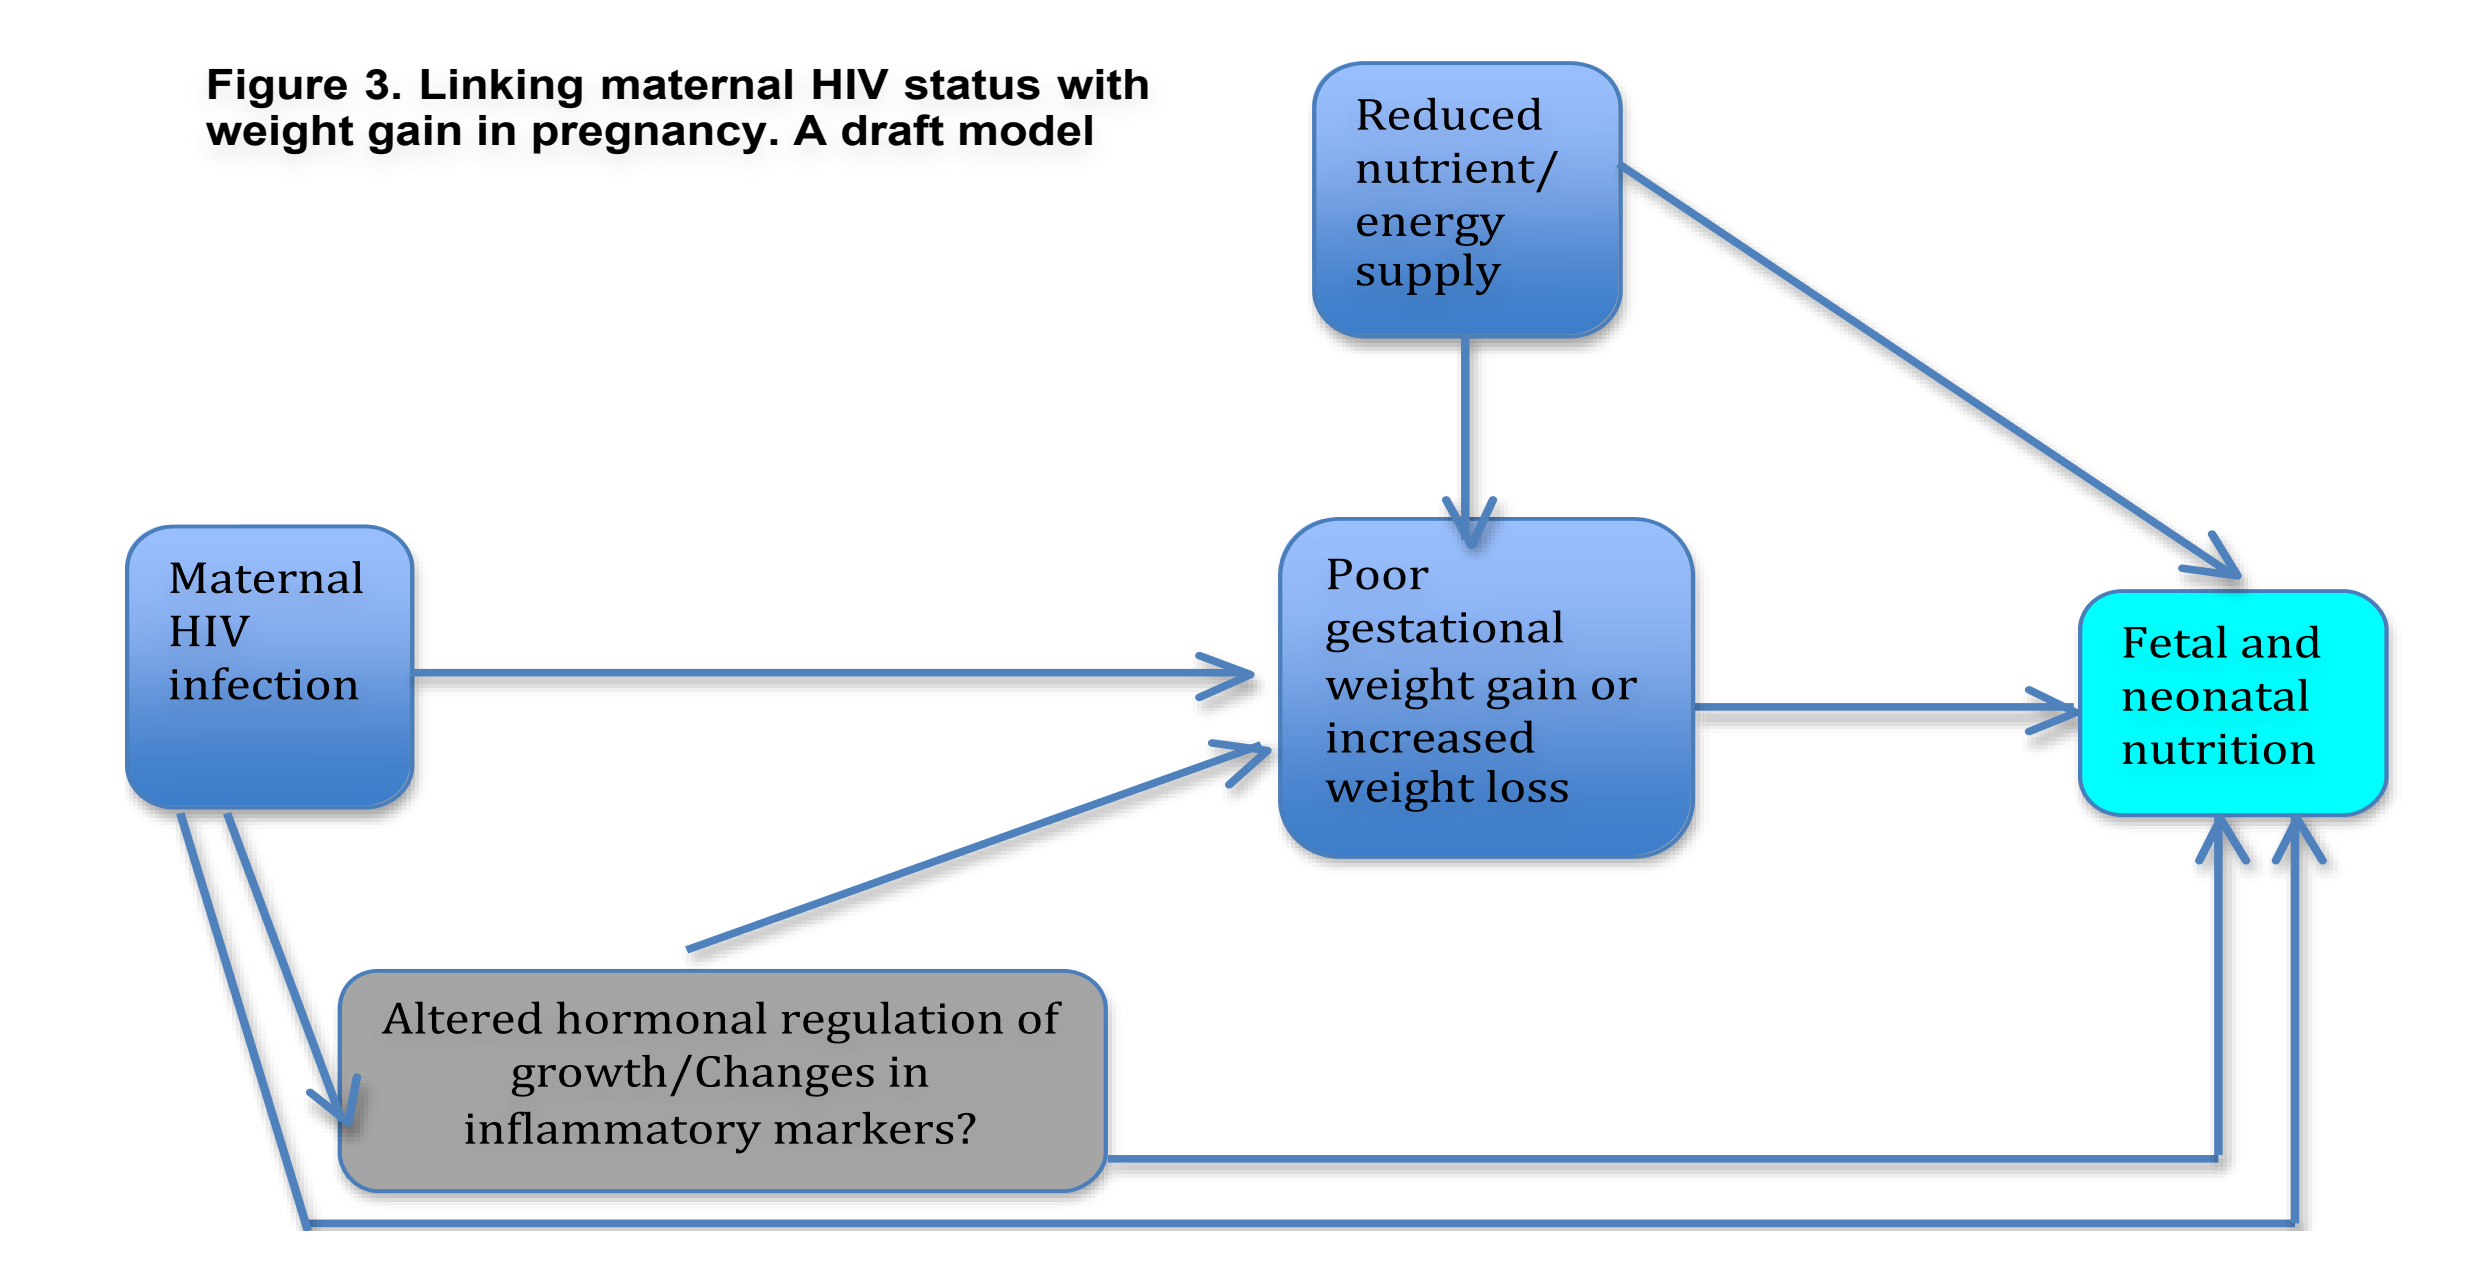 Figure 3. Linking maternal HIV status with
weight gain in pregnancy. A draft model
Reduced
nutrient/
energy
supply
Maternal
HIV
infection
Poor
gestational
weight gain or
increased
weight loss
Fetal and
neonatal
nutrition
Altered hormonal regulation of
growth/Changes in
inflammatory markers?